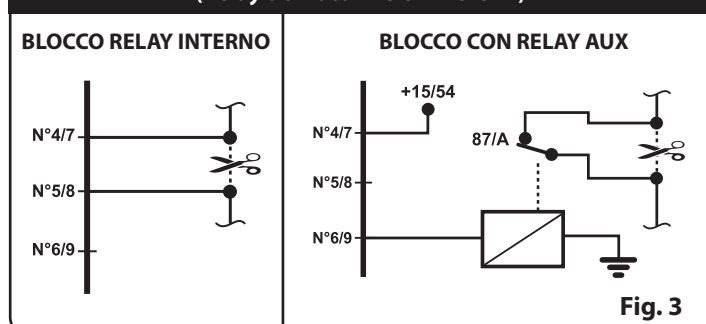 BLOCCO RELAY INTERNO
N°4/7
N°5/8
N°6/9
BLOCCO CON RELAY AUX
+15/54
N°4/7
87/A
N°5/8
N°6/9
Fig. 3